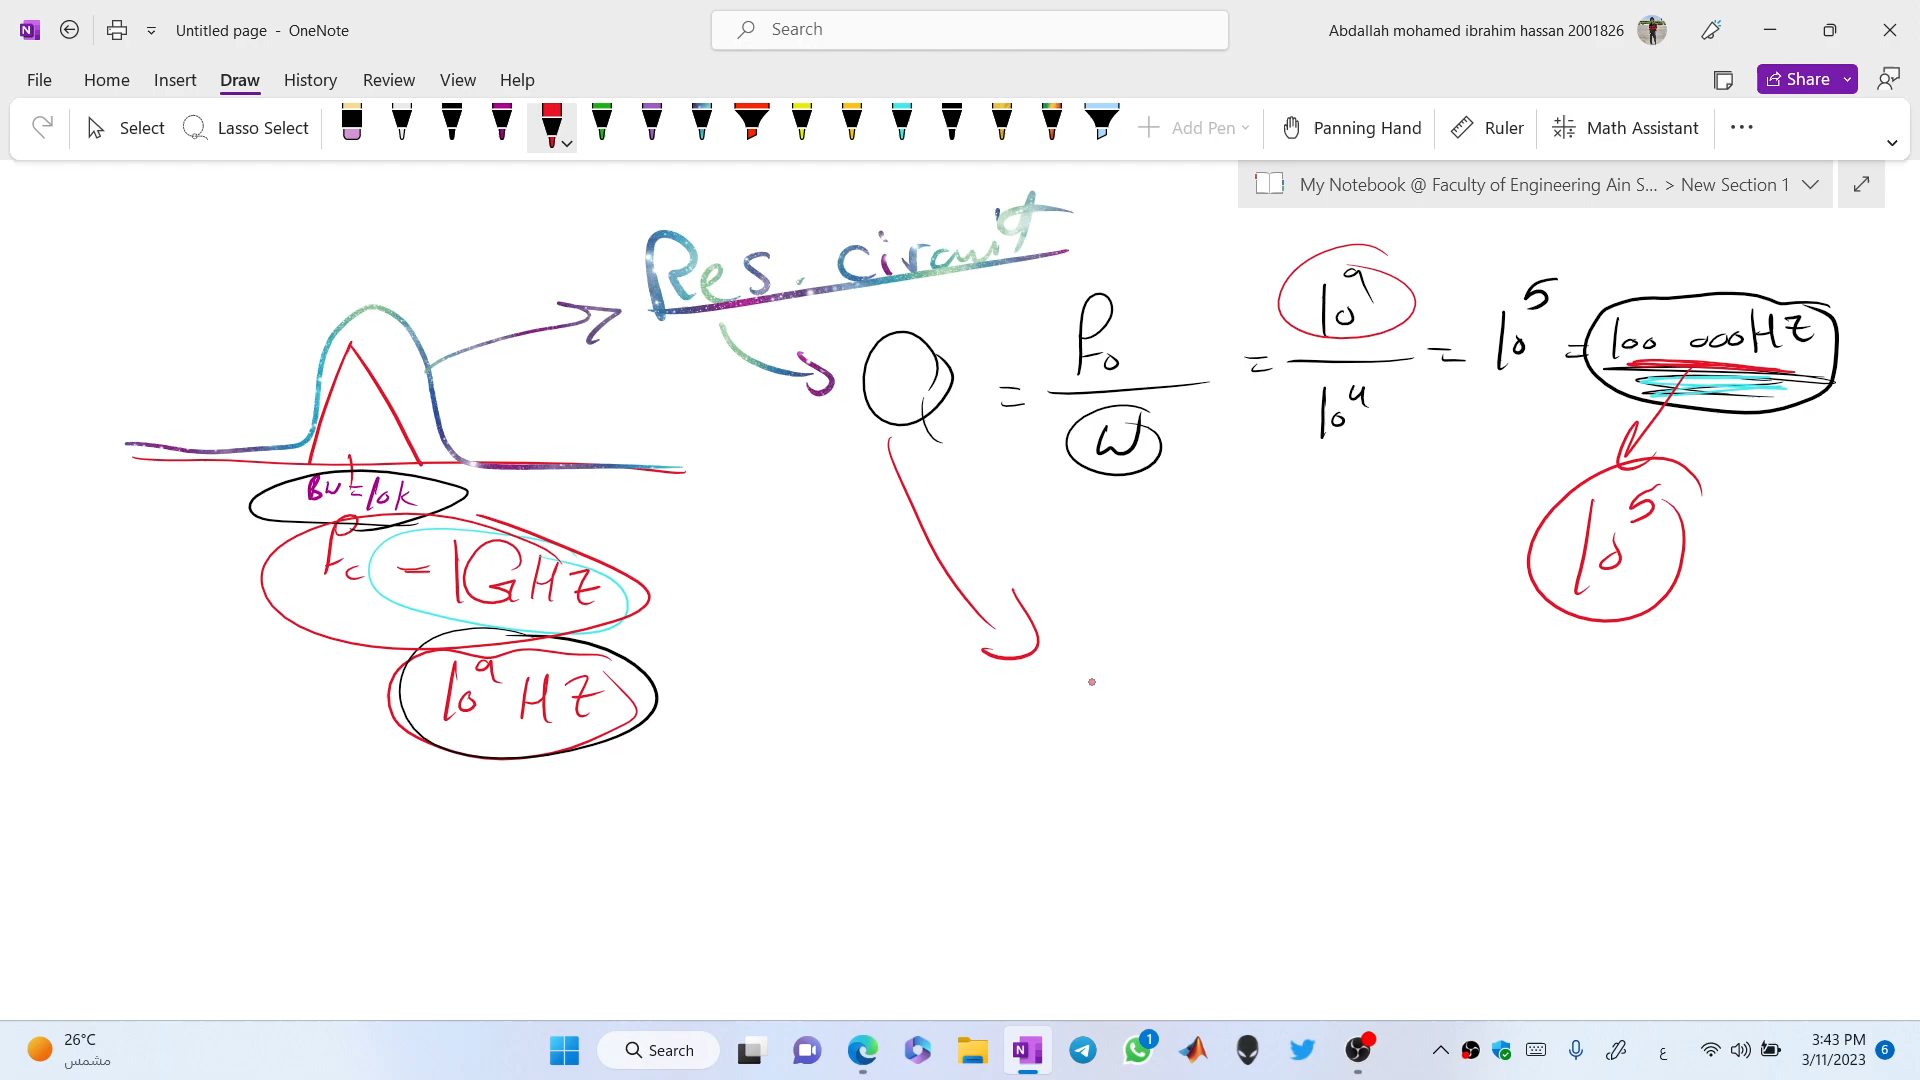 Untitled page - OneNote
Search
Abdallah mohamed ibrahim hassan 2001826
File
Home
Insert
Draw
History
Review
View
Help
Share
Select
Lasso Select
Add Pen
Panning Hand
Ruler
Math Assistant
My Notebook @ Faculty of Engineering Ain S... > New Section 1
Res. circuit
Q = fo / W = 10^9 / 10^4 = 10^5 = 100 000HZ
10^5
BW=10k
Fc = 1GHZ
10^9 HZ
26°C
مشمس
Search
1
ع
3:43 PM
3/11/2023
6